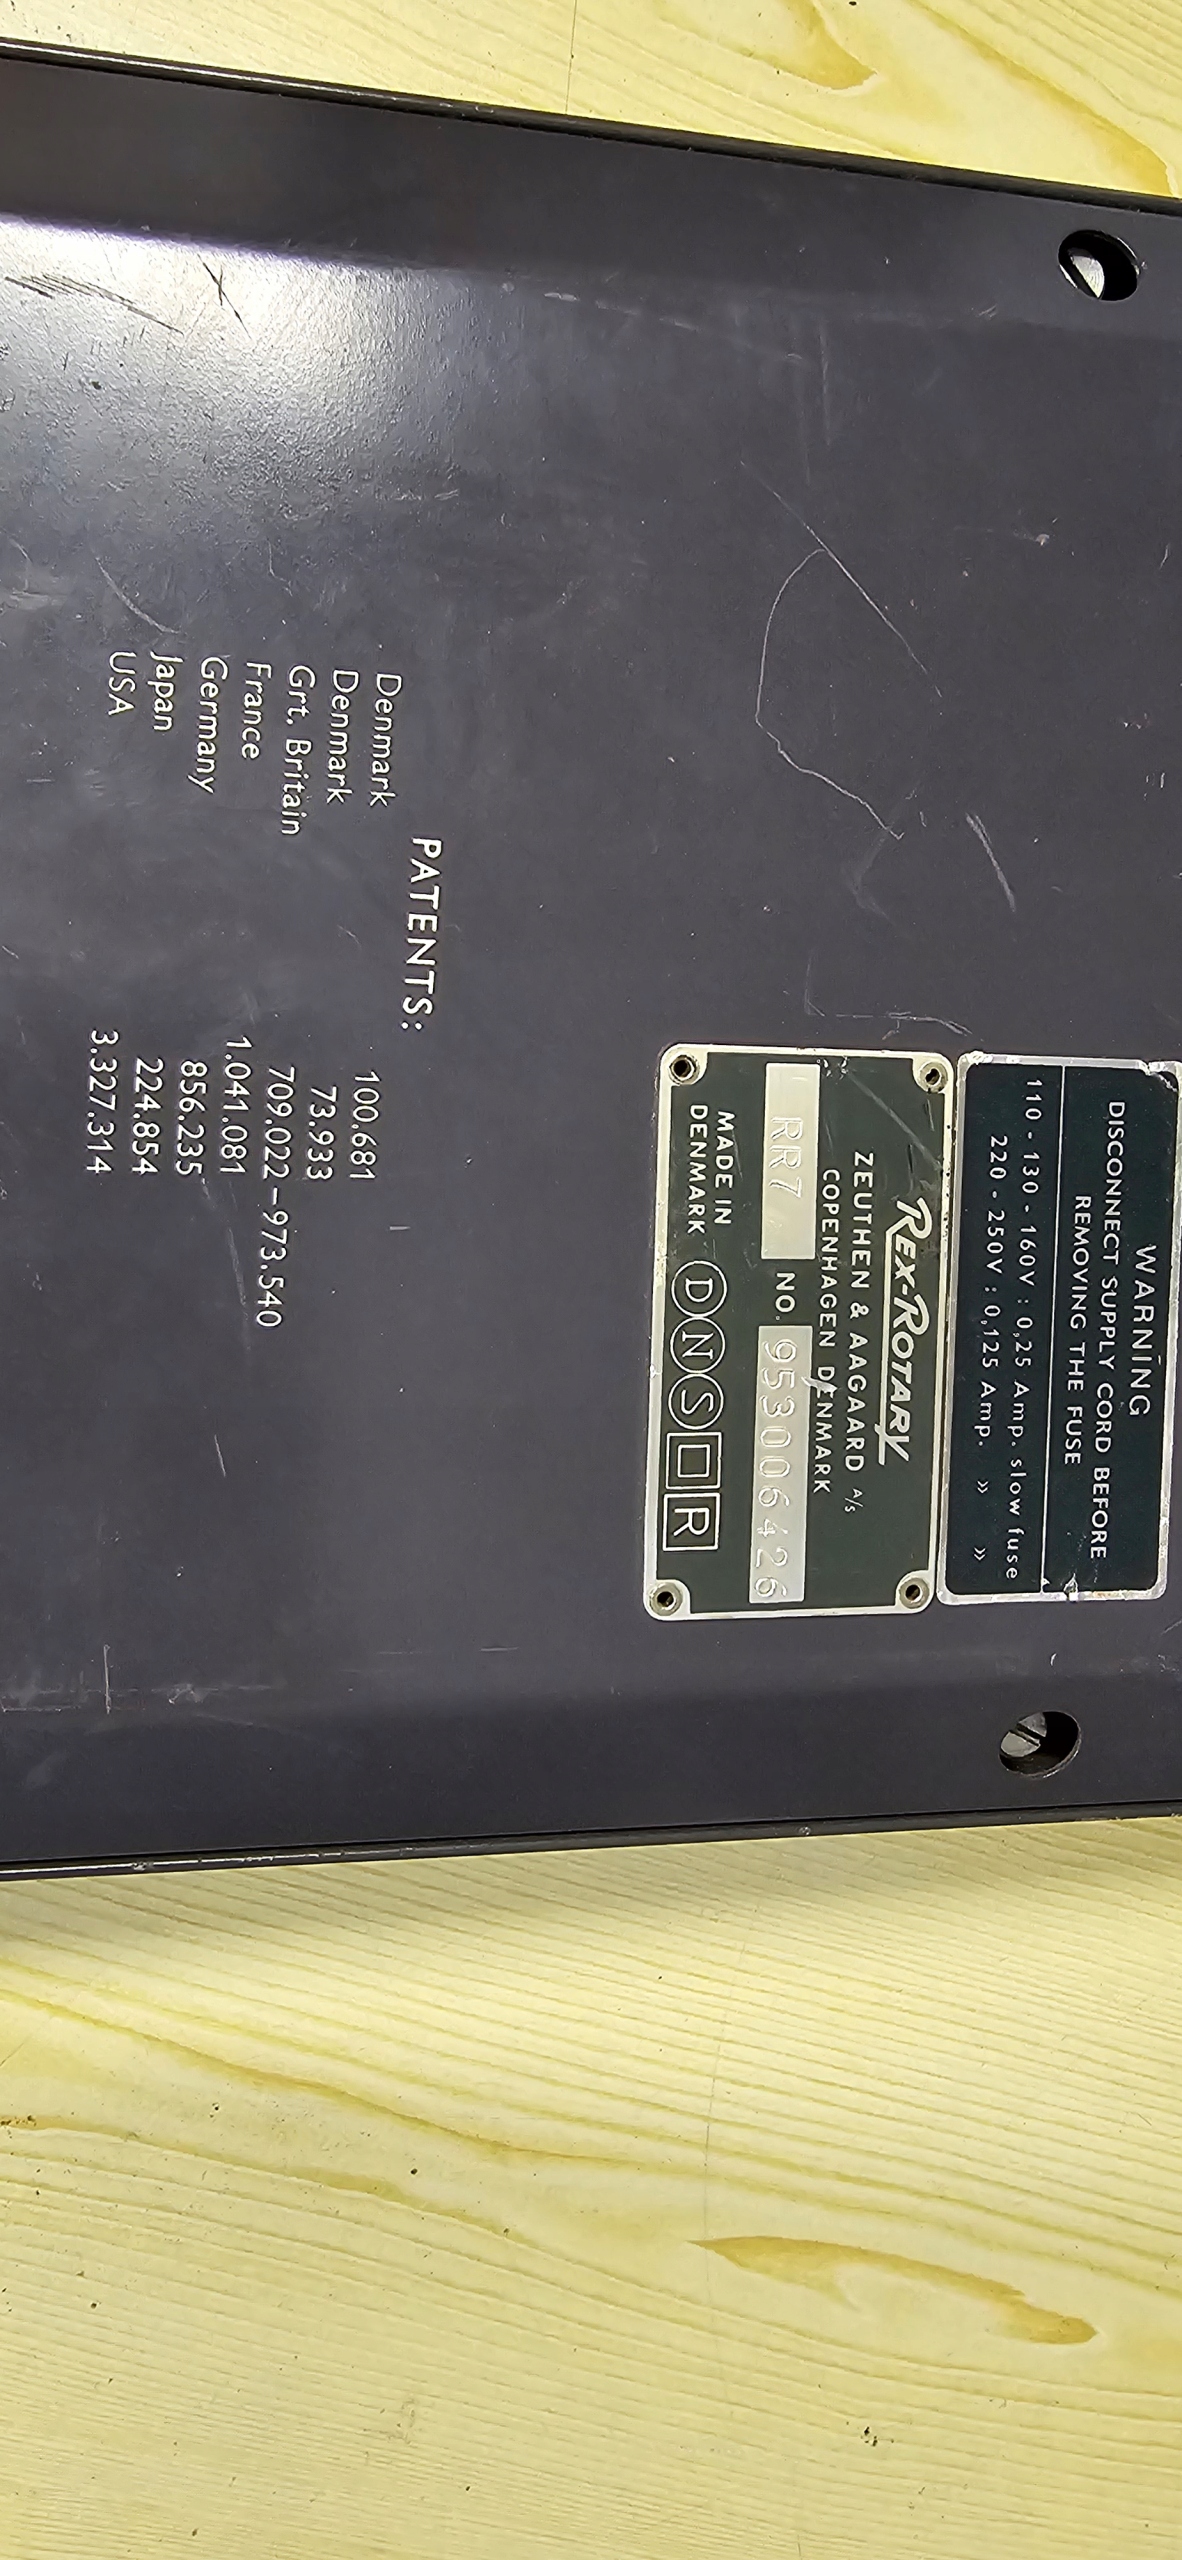 WARNING
DISCONNECT SUPPLY CORD BEFORE
REMOVING THE FUSE
110 - 130 - 160V : 0,25 Amp. slow fuse
220 - 250V : 0,125 Amp. » »
REX-ROTARY
ZEUTHEN & AAGAARD A/S
COPENHAGEN DENMARK
RR7 NO. 953006426
MADE IN
DENMARK D N S R
PATENTS:
Denmark 100.681
Denmark 73.933
Grt. Britain 709.022 – 973.540
France 1.041.081
Germany 856.235
Japan 224.854
USA 3.327.314